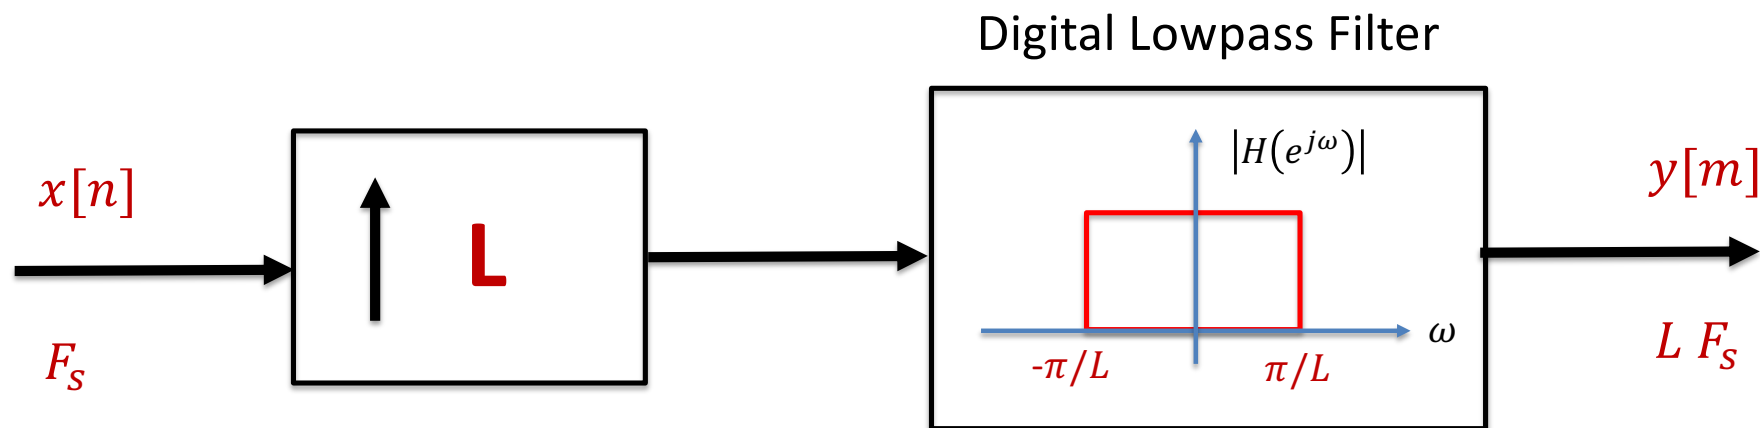 Digital Lowpass Filter
x[n]
F_s
L
|H(e^{jω})|
ω
-π/L
π/L
y[m]
L F_s